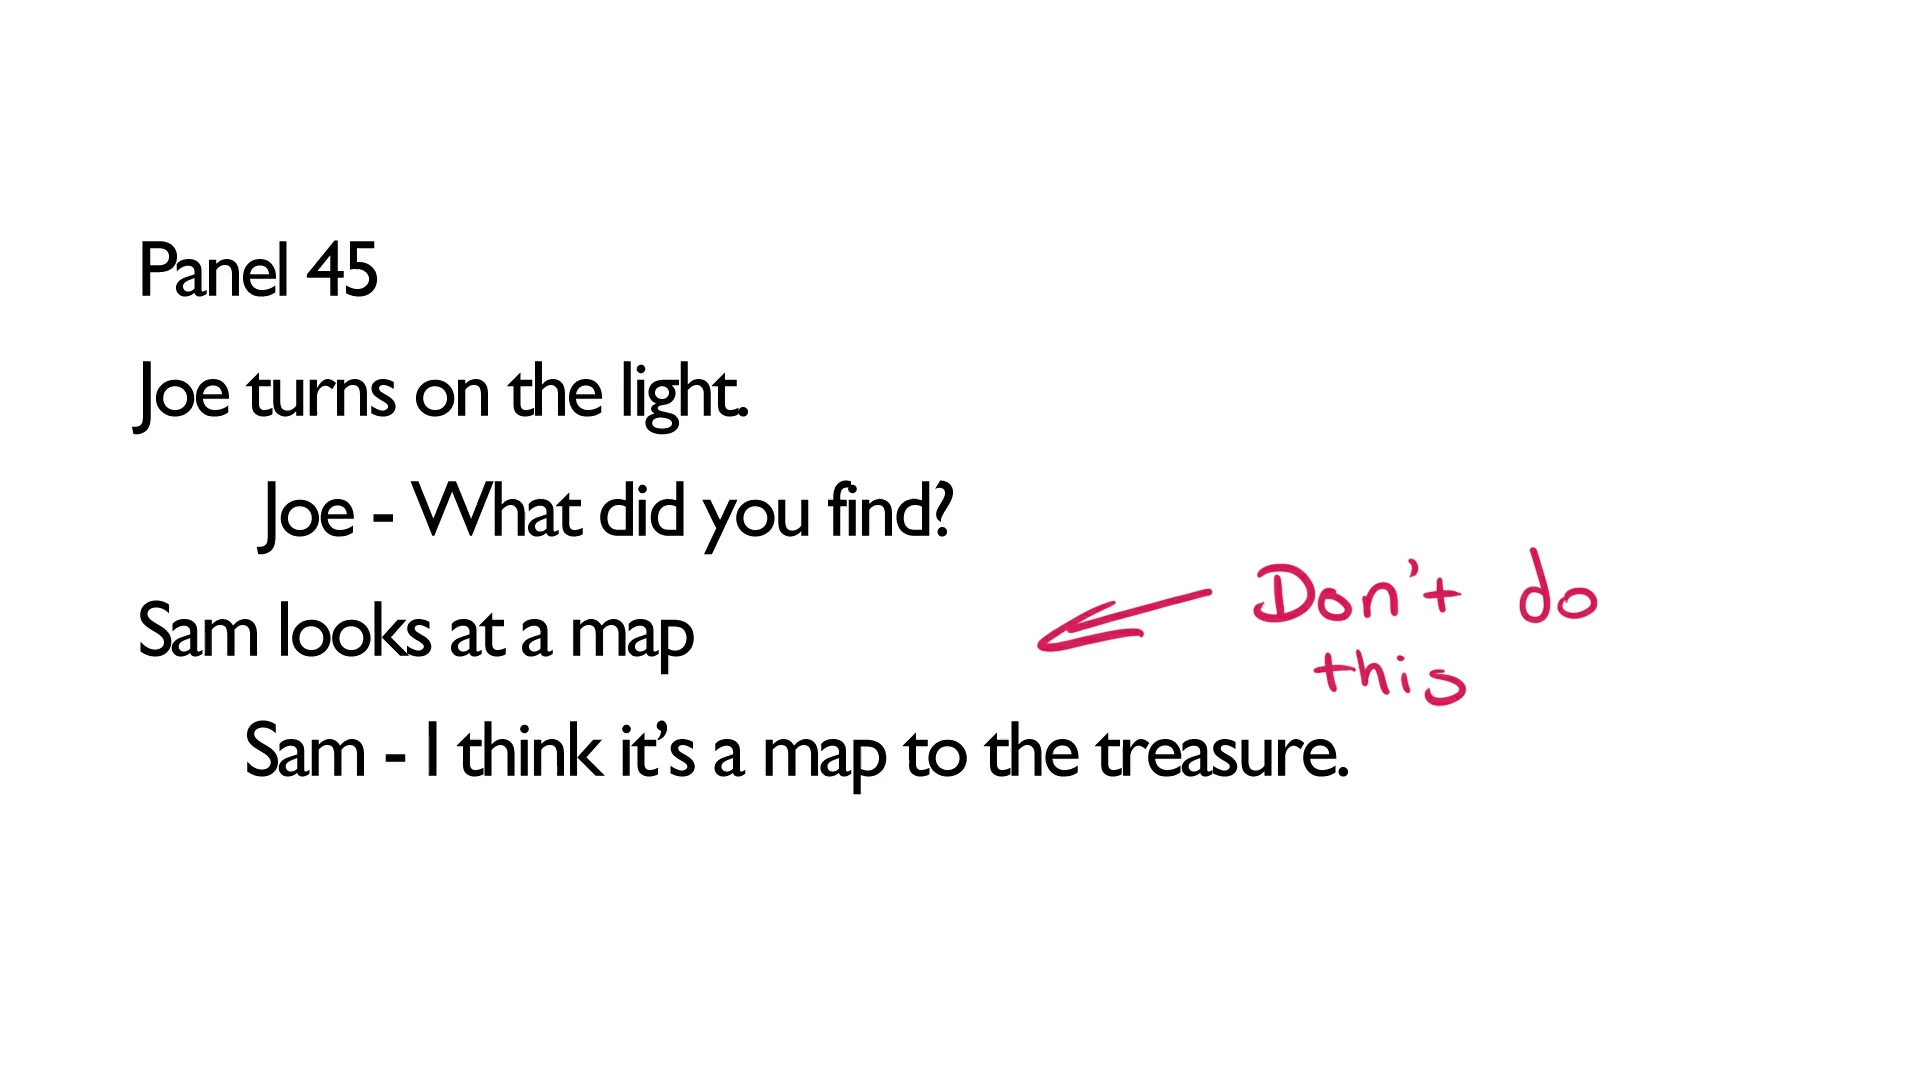 Panel 45
Joe turns on the light.
Joe - What did you find?
Sam looks at a map
Sam - I think it’s a map to the treasure.
Don't do
this